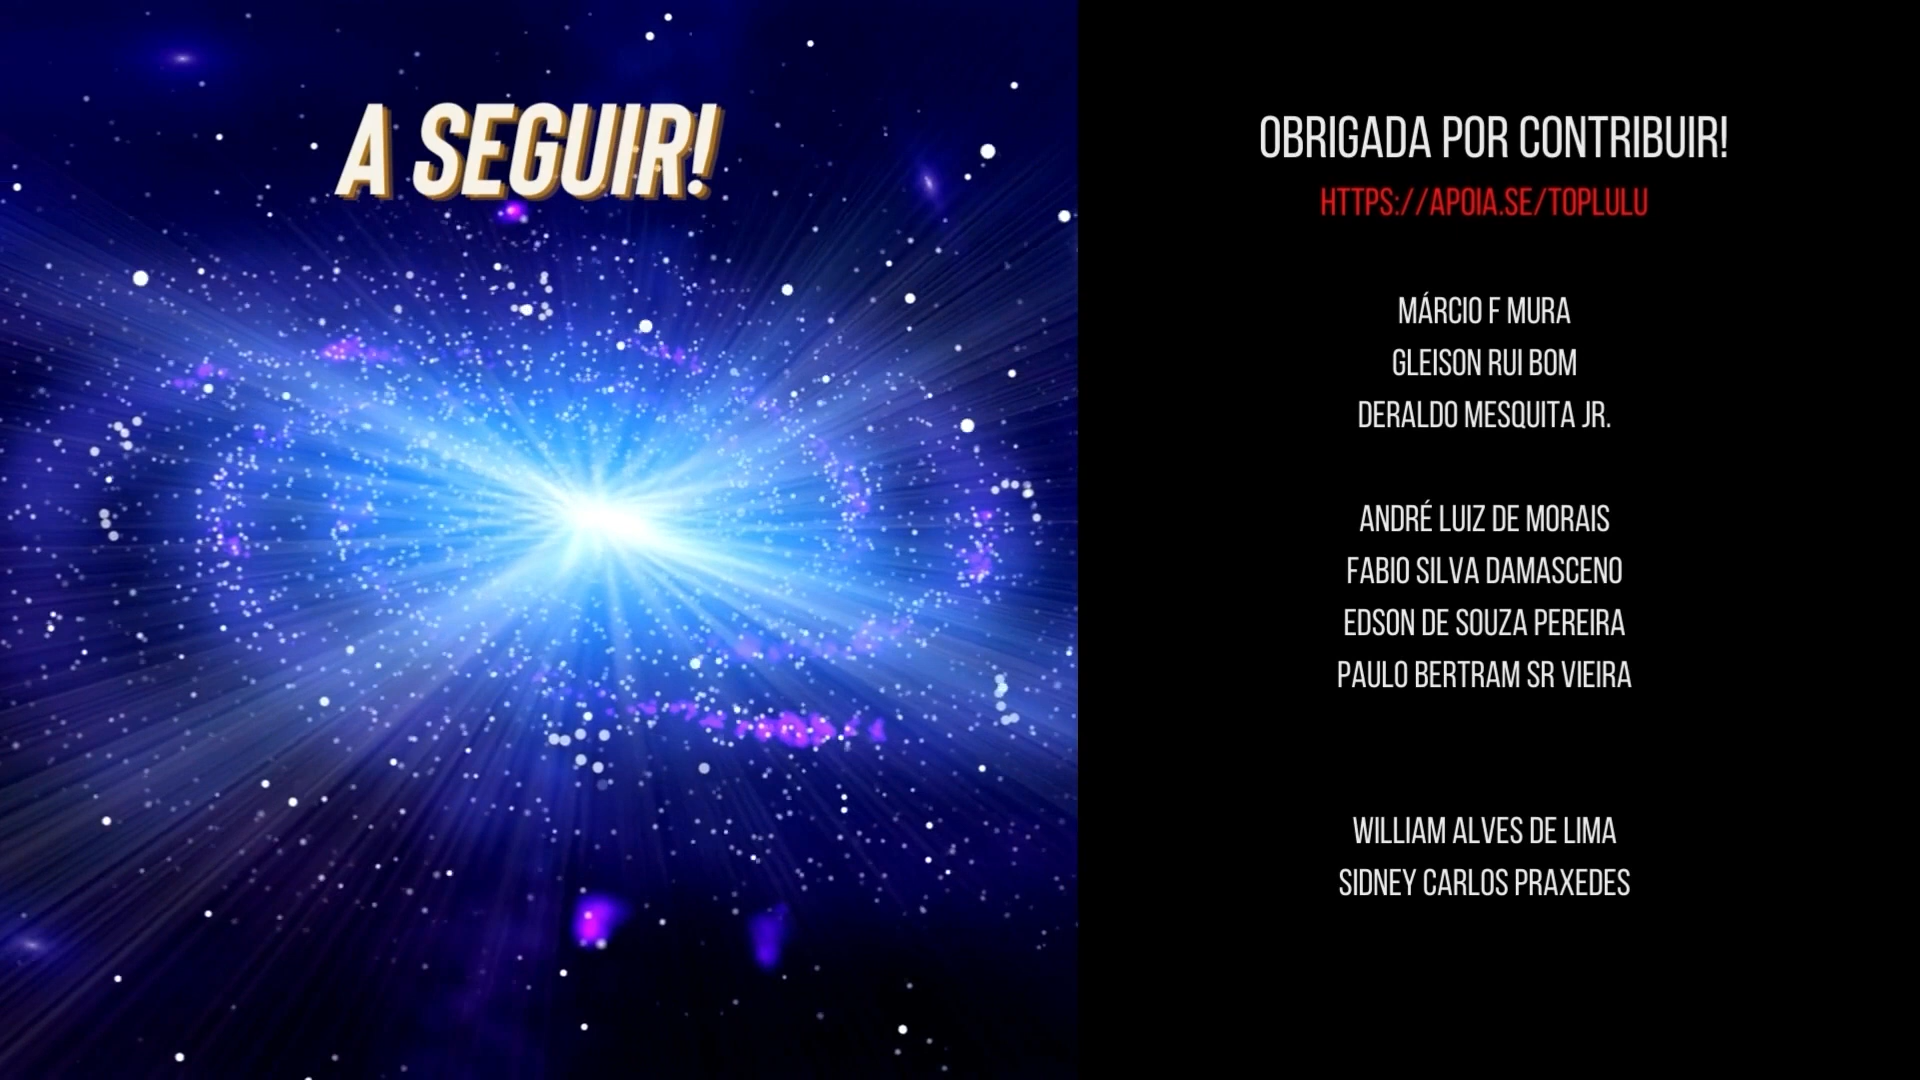 A SEGUIR!
OBRIGADA POR CONTRIBUIR!
HTTPS://APOIA.SE/TOPLULU
MÁRCIO F MURA
GLEISON RUI BOM
DERALDO MESQUITA JR.
ANDRÉ LUIZ DE MORAIS
FABIO SILVA DAMASCENO
EDSON DE SOUZA PEREIRA
PAULO BERTRAM SR VIEIRA
WILLIAM ALVES DE LIMA
SIDNEY CARLOS PRAXEDES